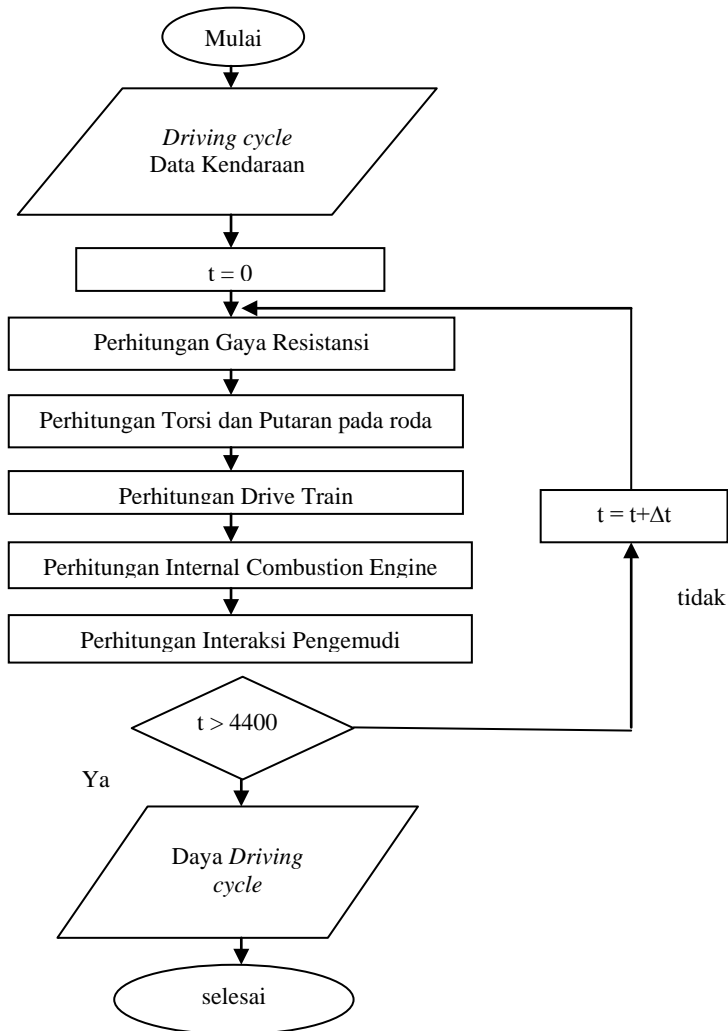 Mulai
Driving cycle
Data Kendaraan
t = 0
Perhitungan Gaya Resistansi
Perhitungan Torsi dan Putaran pada roda
Perhitungan Drive Train
t = t+Δt
Perhitungan Internal Combustion Engine
tidak
Perhitungan Interaksi Pengemudi
t > 4400
Ya
Daya Driving
cycle
selesai